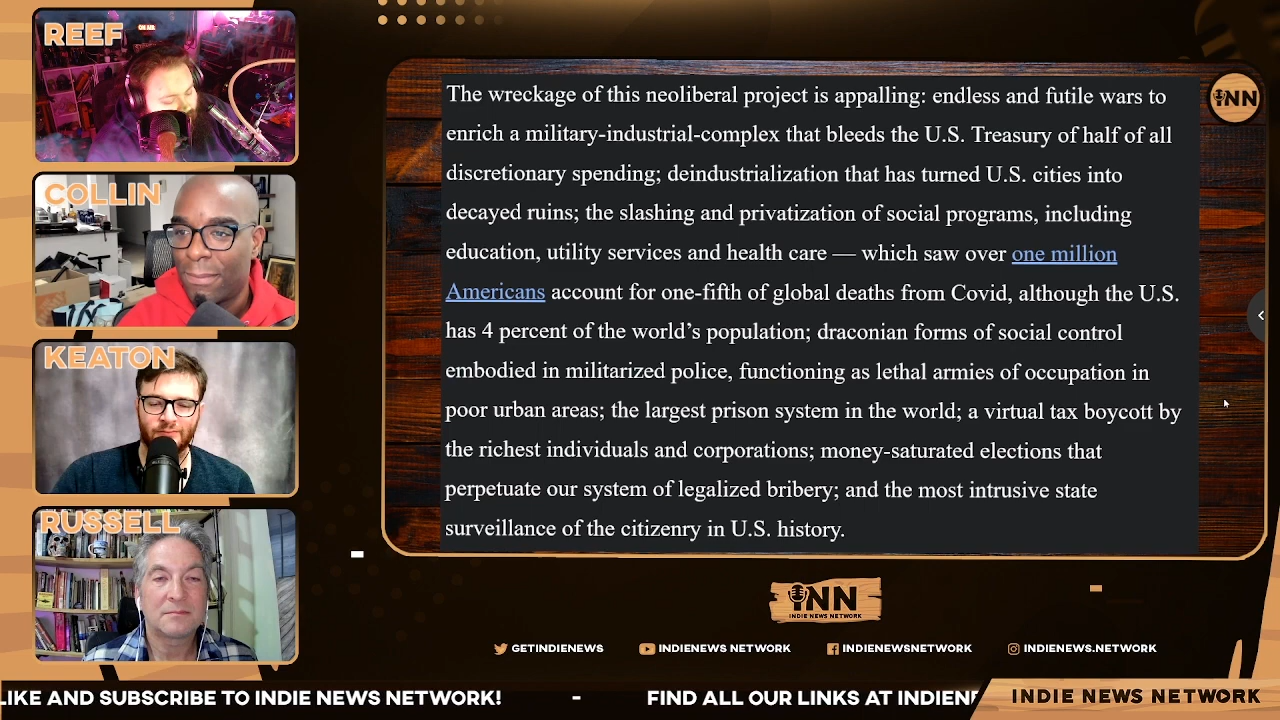 REEF
ON AIR
COLLIN
KEATON
RUSSELL
The wreckage of this neoliberal project is appalling: endless and futile wars to
enrich a military-industrial-complex that bleeds the U.S. Treasury of half of all
discretionary spending; deindustrialization that has turned U.S. cities into
decayed ruins; the slashing and privatization of social programs, including
education, utility services and health care — which saw over one million
Americans account for one-fifth of global deaths from Covid, although the U.S.
has 4 percent of the world’s population; draconian forms of social control
embodied in militarized police, functioning as lethal armies of occupation in
poor urban areas; the largest prison system in the world; a virtual tax boycott by
the richest individuals and corporations; money-saturated elections that
perpetuate our system of legalized bribery; and the most intrusive state
surveillance of the citizenry in U.S. history.
INN
INN
INDIE NEWS NETWORK
GETINDIENEWS
INDIENEWS NETWORK
INDIENEWSNETWORK
INDIENEWS.NETWORK
LIKE AND SUBSCRIBE TO INDIE NEWS NETWORK! - FIND ALL OUR LINKS AT INDIENE
INDIE NEWS NETWORK